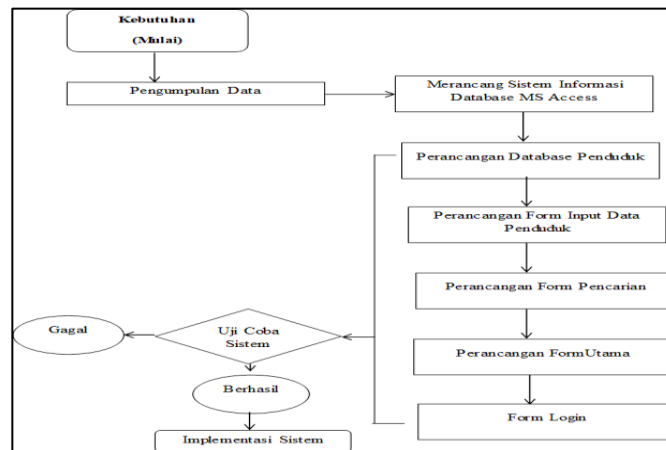 Kebutuhan
(Mulai)
Pengumpulan Data
Merancang Sistem Informasi
Database MS Access
Perancangan Database Penduduk
Perancangan Form Input Data
Penduduk
Perancangan Form Pencarian
Perancangan FormUtama
Form Login
Uji Coba
Sistem
Gagal
Berhasil
Implementasi Sistem